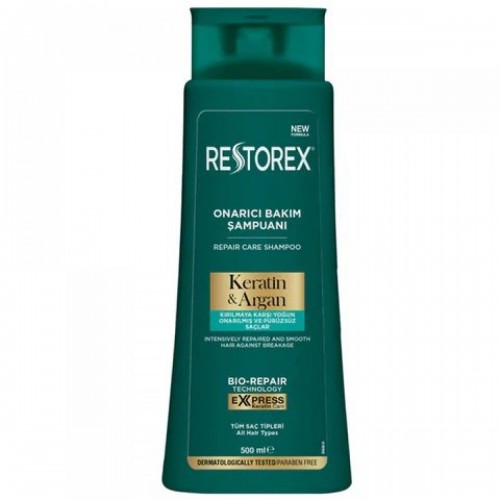 NEW
FORMULA
RESTOREX
ONARICI BAKIM
ŞAMPUANI
REPAIR CARE SHAMPOO
Keratin
& Argan
KIRILMAYA KARŞI YOĞUN
ONARILMIŞ VE PÜRÜZSÜZ
SAÇLAR
INTENSIVELY REPAIRED AND SMOOTH
HAIR AGAINST BREAKAGE
BIO-REPAIR
TECHNOLOGY
EXPRESS
Keratin Care
TÜM SAÇ TİPLERİ
All Hair Types
500 ml e
DERMATOLOGICALLY TESTED/PARABEN FREE